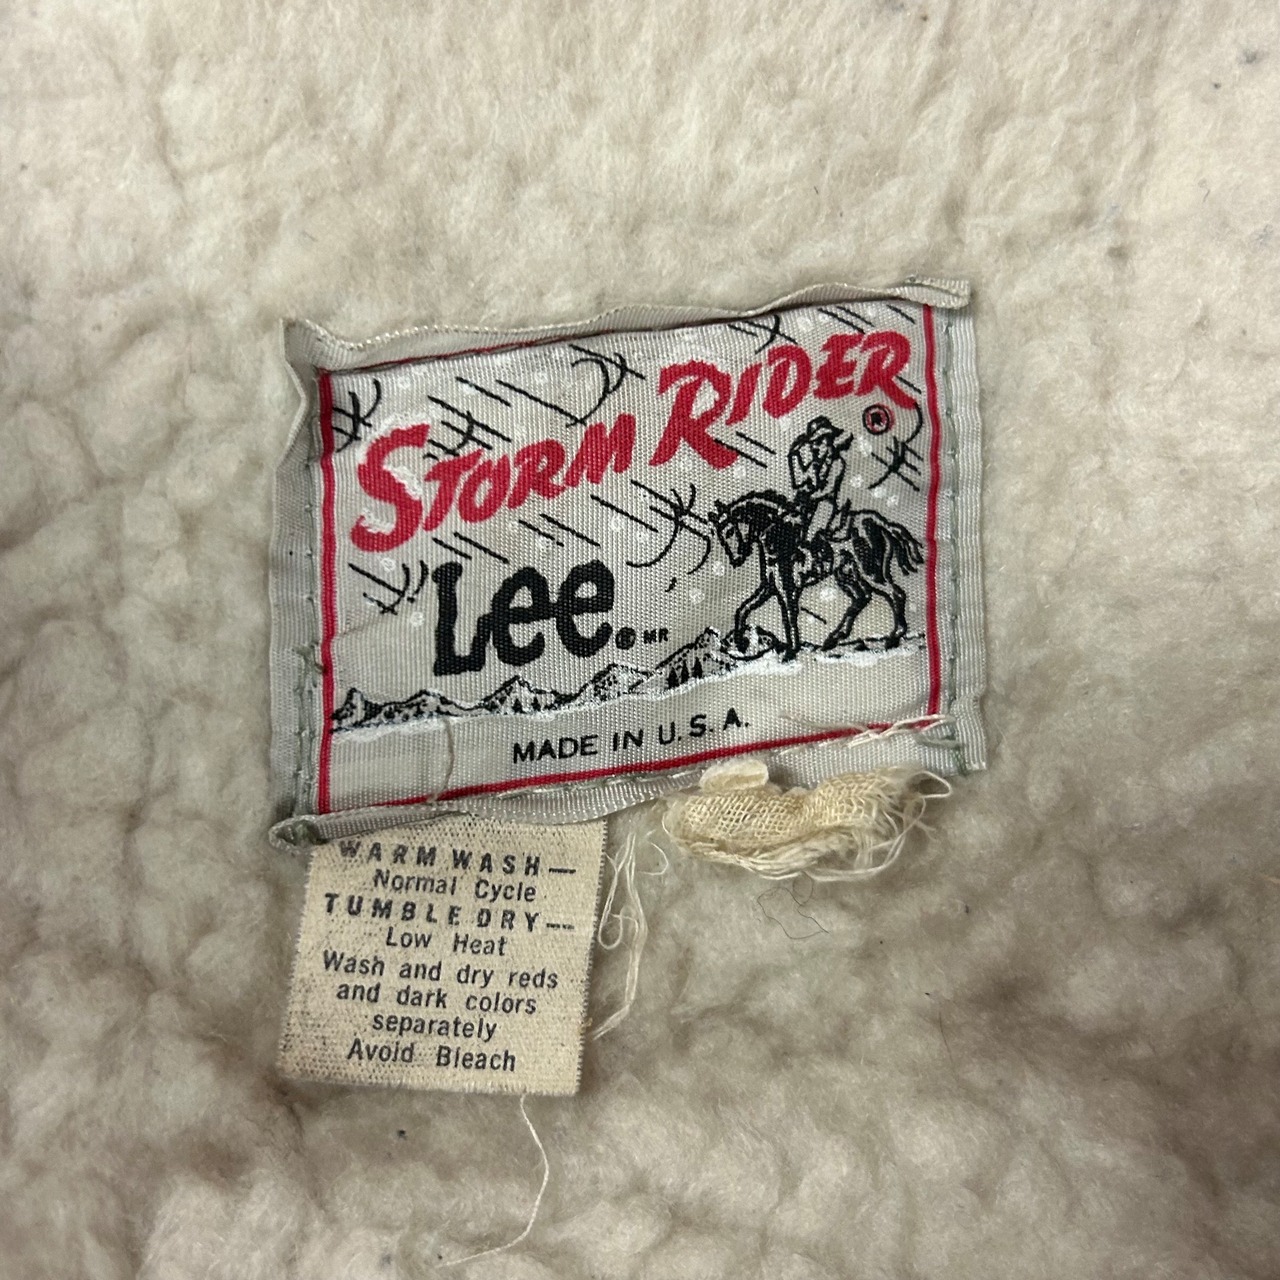 STORM RIDER ®
Lee ® MR
MADE IN U.S.A.
WARM WASH—
Normal Cycle
TUMBLE DRY—
Low Heat
Wash and dry reds
and dark colors
separately
Avoid Bleach